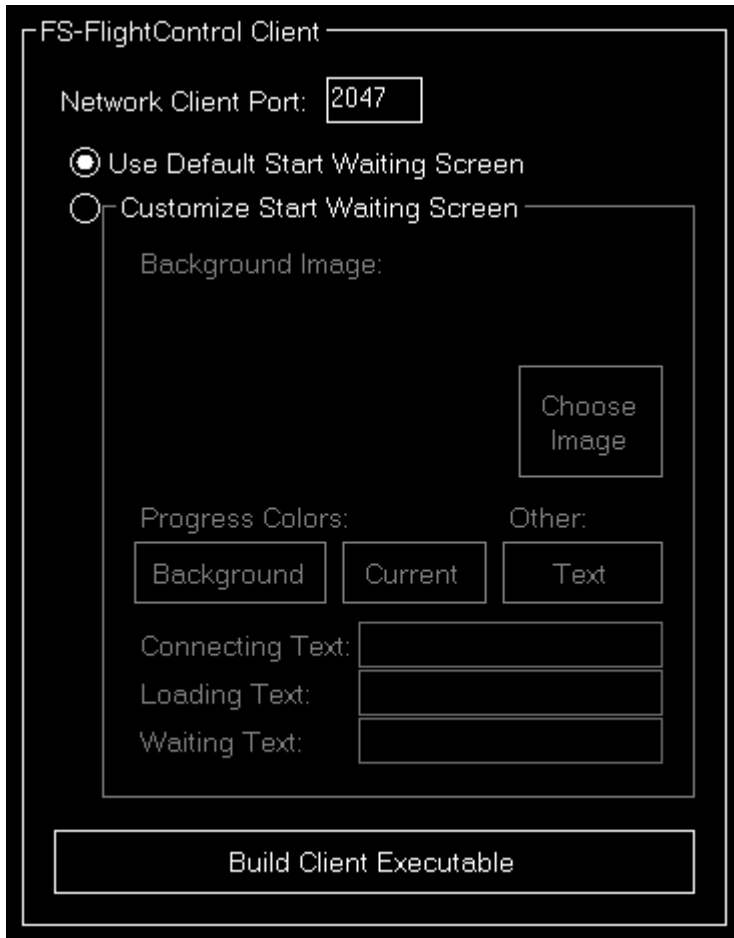 FS-FlightControl Client
Network Client Port: 2047
Use Default Start Waiting Screen
Customize Start Waiting Screen
Background Image:
Choose
Image
Progress Colors: Other:
Background Current Text
Connecting Text:
Loading Text:
Waiting Text:
Build Client Executable